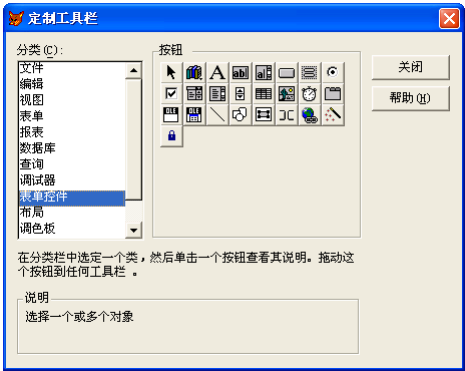 定制工具栏
分类(C):
按钮
文件
编辑
视图
表单
报表
数据库
查询
调试器
表单控件
布局
调色板
A
ab
OLE
OLE
关闭
帮助(H)
在分类栏中选定一个类，然后单击一个按钮查看其说明。拖动这
个按钮到任何工具栏 。
说明
选择一个或多个对象